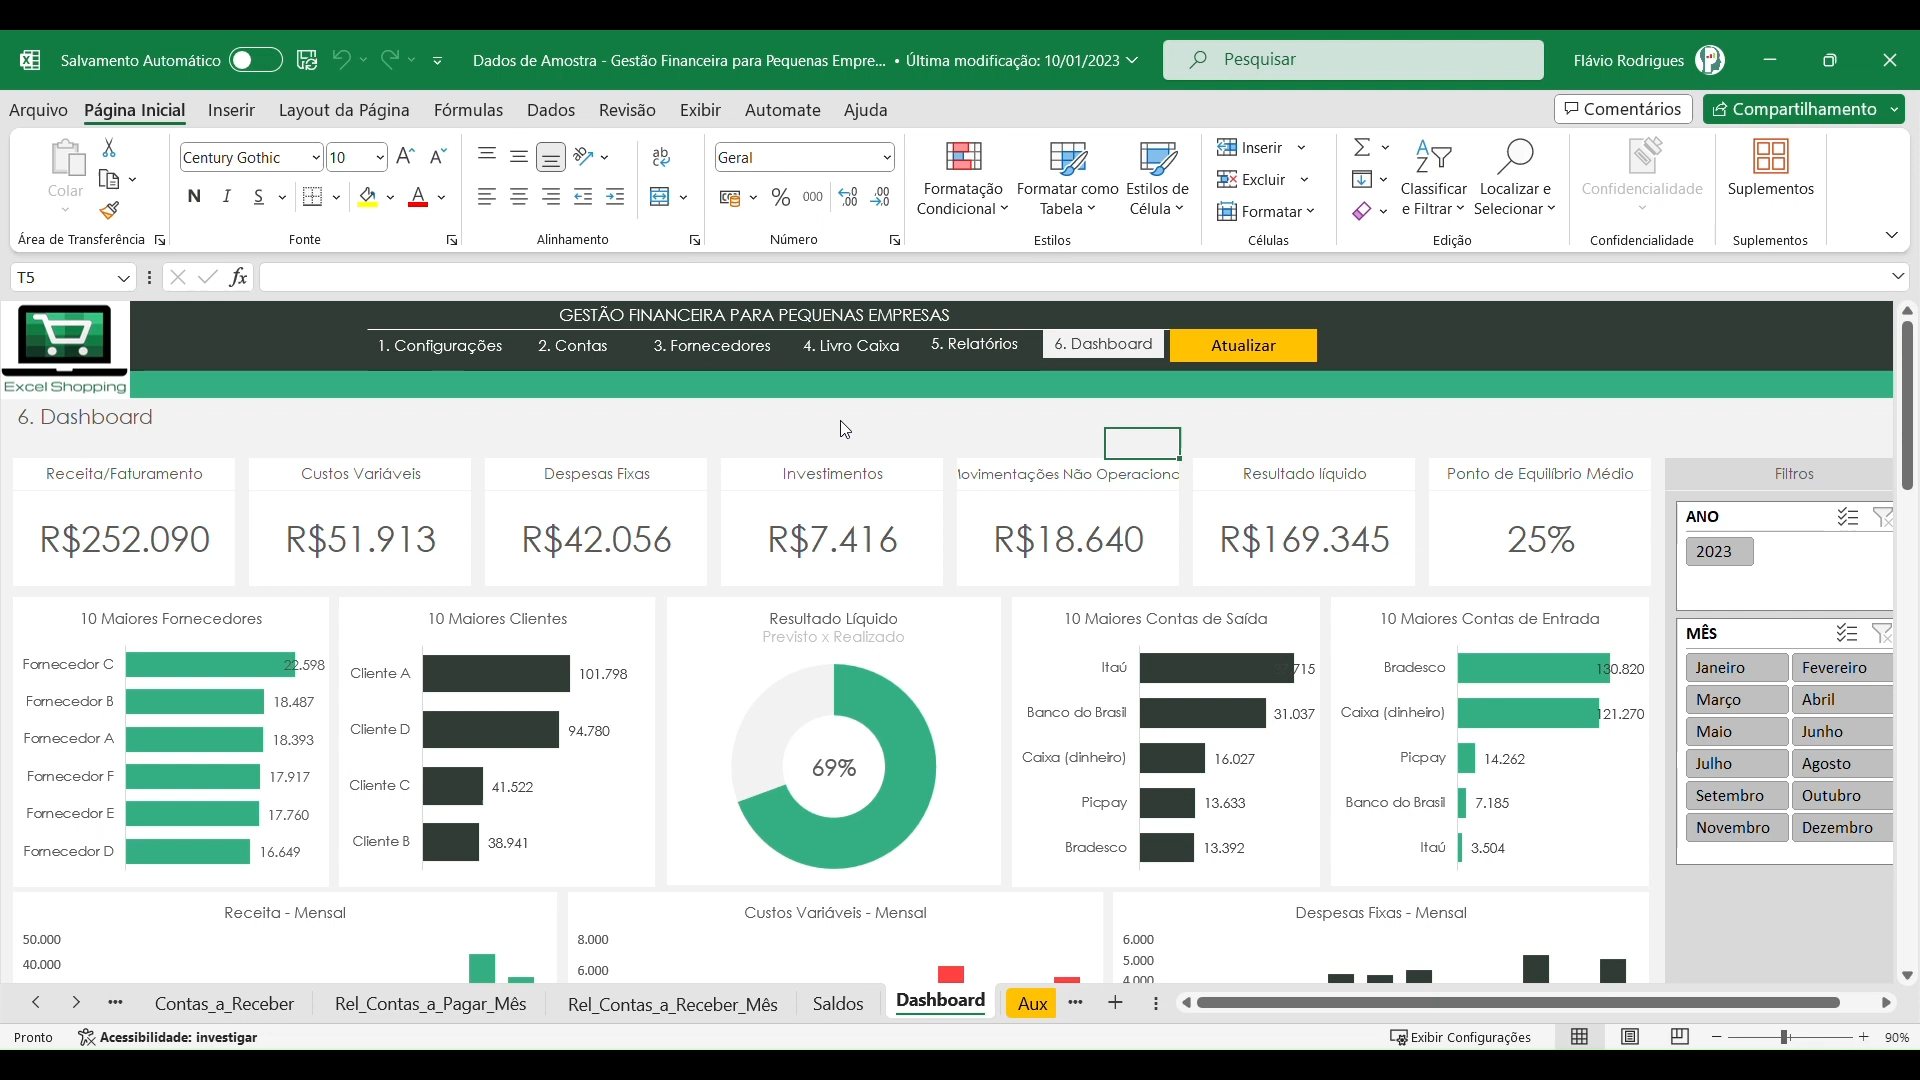 Salvamento Automático
Dados de Amostra - Gestão Financeira para Pequenas Empre... • Última modificação: 10/01/2023
Pesquisar
Flávio Rodrigues
Arquivo Página Inicial Inserir Layout da Página Fórmulas Dados Revisão Exibir Automate Ajuda
Comentários Compartilhamento
Colar
Área de Transferência
Century Gothic 10
N I S A
Fonte
ab
Alinhamento
Geral
% 000
Número
Formatação Condicional
Formatar como Tabela
Estilos de Célula
Estilos
Inserir
Excluir
Formatar
Células
Classificar e Filtrar
Localizar e Selecionar
Edição
Confidencialidade
Confidencialidade
Suplementos
Suplementos
T5
fx
Excel Shopping
GESTÃO FINANCEIRA PARA PEQUENAS EMPRESAS
1. Configurações 2. Contas 3. Fornecedores 4. Livro Caixa 5. Relatórios 6. Dashboard Atualizar
6. Dashboard
Receita/Faturamento
R$252.090
Custos Variáveis
R$51.913
Despesas Fixas
R$42.056
Investimentos
R$7.416
Movimentações Não Operaciona
R$18.640
Resultado líquido
R$169.345
Ponto de Equilíbrio Médio
25%
Filtros
ANO
2023
MÊS
Janeiro Fevereiro
Março Abril
Maio Junho
Julho Agosto
Setembro Outubro
Novembro Dezembro
10 Maiores Fornecedores
Fornecedor C 22.598
Fornecedor B 18.487
Fornecedor A 18.393
Fornecedor F 17.917
Fornecedor E 17.760
Fornecedor D 16.649
10 Maiores Clientes
Cliente A 101.798
Cliente D 94.780
Cliente C 41.522
Cliente B 38.941
Resultado Líquido
Previsto x Realizado
69%
10 Maiores Contas de Saída
Itaú 715
Banco do Brasil 31.037
Caixa (dinheiro) 16.027
Picpay 13.633
Bradesco 13.392
10 Maiores Contas de Entrada
Bradesco 130.820
Caixa (dinheiro) 121.270
Picpay 14.262
Banco do Brasil 7.185
Itaú 3.504
Receita - Mensal
50.000
40.000
Custos Variáveis - Mensal
8.000
6.000
Despesas Fixas - Mensal
6.000
5.000
4.000
Contas_a_Receber Rel_Contas_a_Pagar_Mês Rel_Contas_a_Receber_Mês Saldos Dashboard Aux
Pronto Acessibilidade: investigar
Exibir Configurações 90%